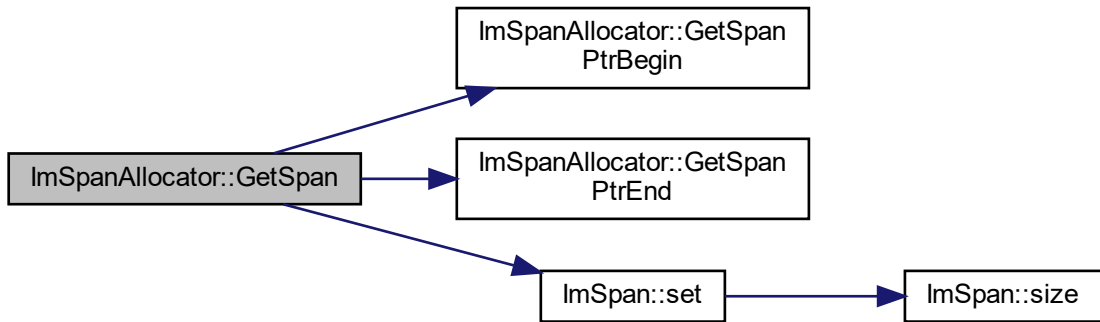 ImSpanAllocator::GetSpan
PtrBegin
ImSpanAllocator::GetSpan
ImSpanAllocator::GetSpan
PtrEnd
ImSpan::set
ImSpan::size